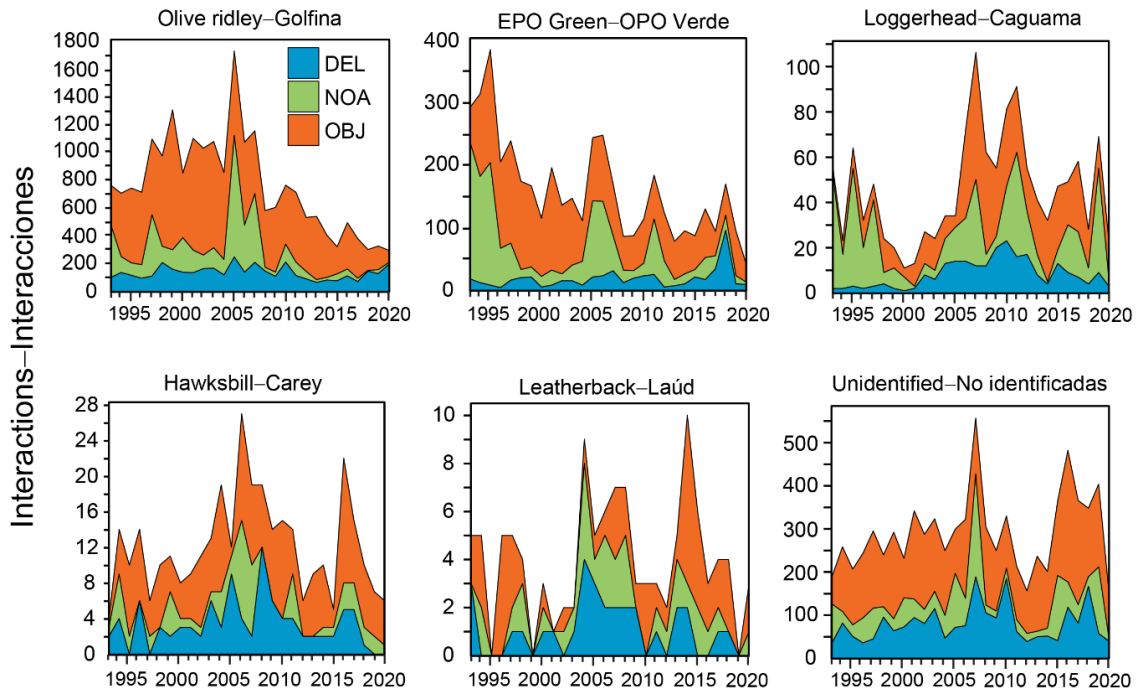 Interactions–Interacciones
Olive ridley–Golfina
1800
1600
1400
1200
1000
800
600
400
200
0
DEL
NOA
OBJ
1995 2000 2005 2010 2015 2020
EPO Green–OPO Verde
400
300
200
100
0
1995 2000 2005 2010 2015 2020
Loggerhead–Caguama
100
80
60
40
20
0
1995 2000 2005 2010 2015 2020
Hawksbill–Carey
28
24
20
16
12
8
4
0
1995 2000 2005 2010 2015 2020
Leatherback–Laúd
10
8
6
4
2
0
1995 2000 2005 2010 2015 2020
Unidentified–No identificadas
500
400
300
200
100
0
1995 2000 2005 2010 2015 2020